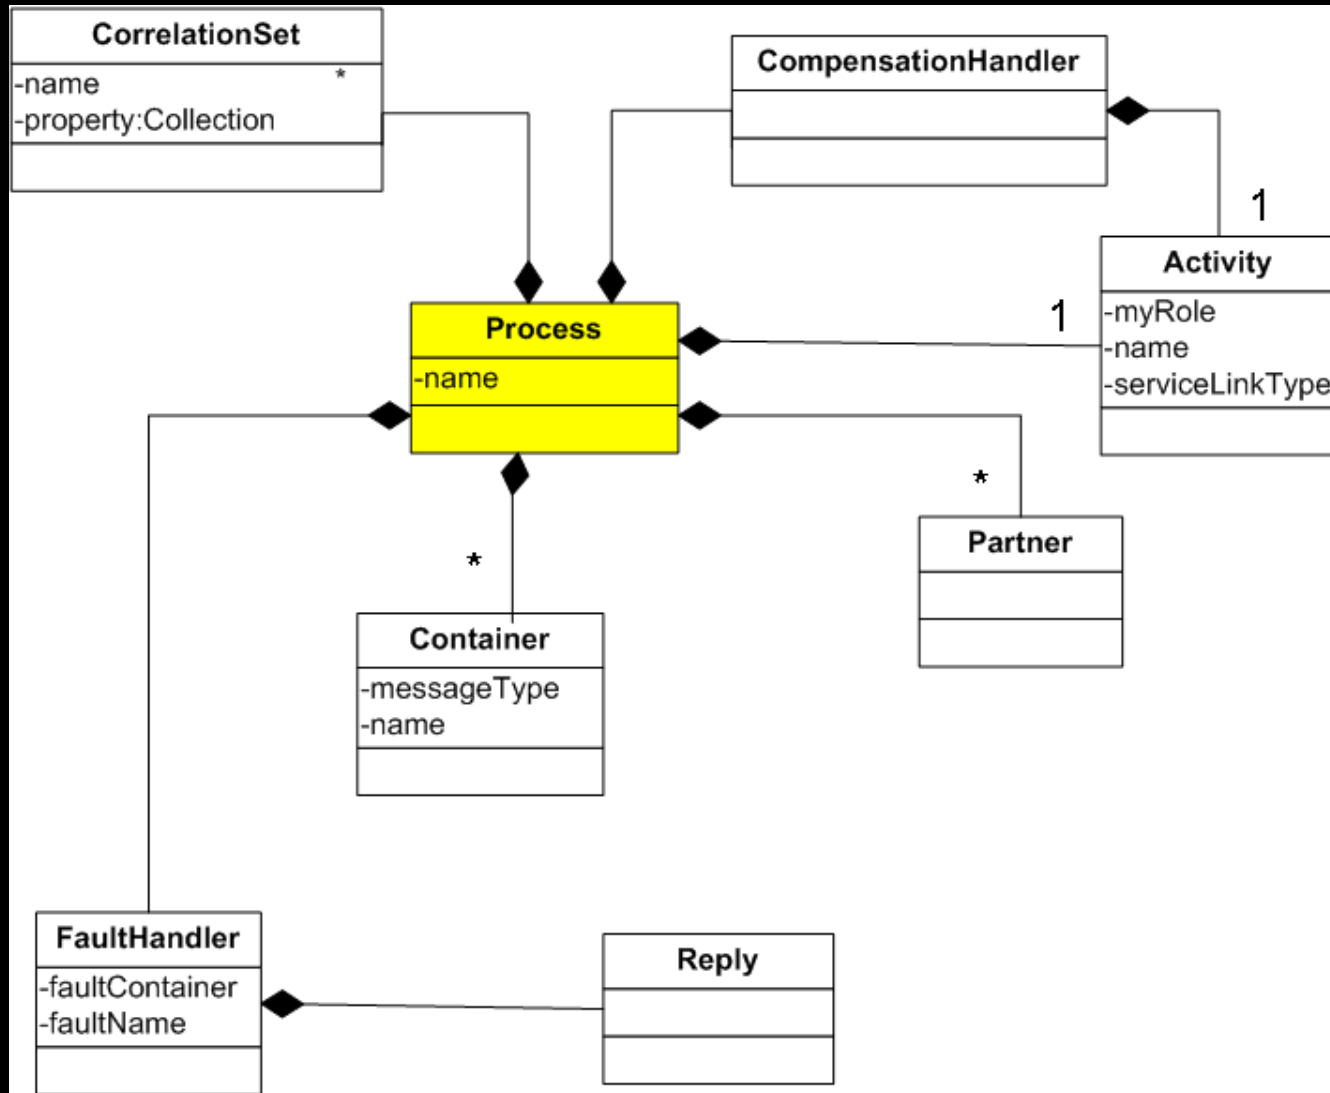 CorrelationSet
-name *
-property:Collection
CompensationHandler
1
Activity
-myRole
-name
-serviceLinkType
Process
-name
1
*
Partner
*
Container
-messageType
-name
FaultHandler
-faultContainer
-faultName
Reply